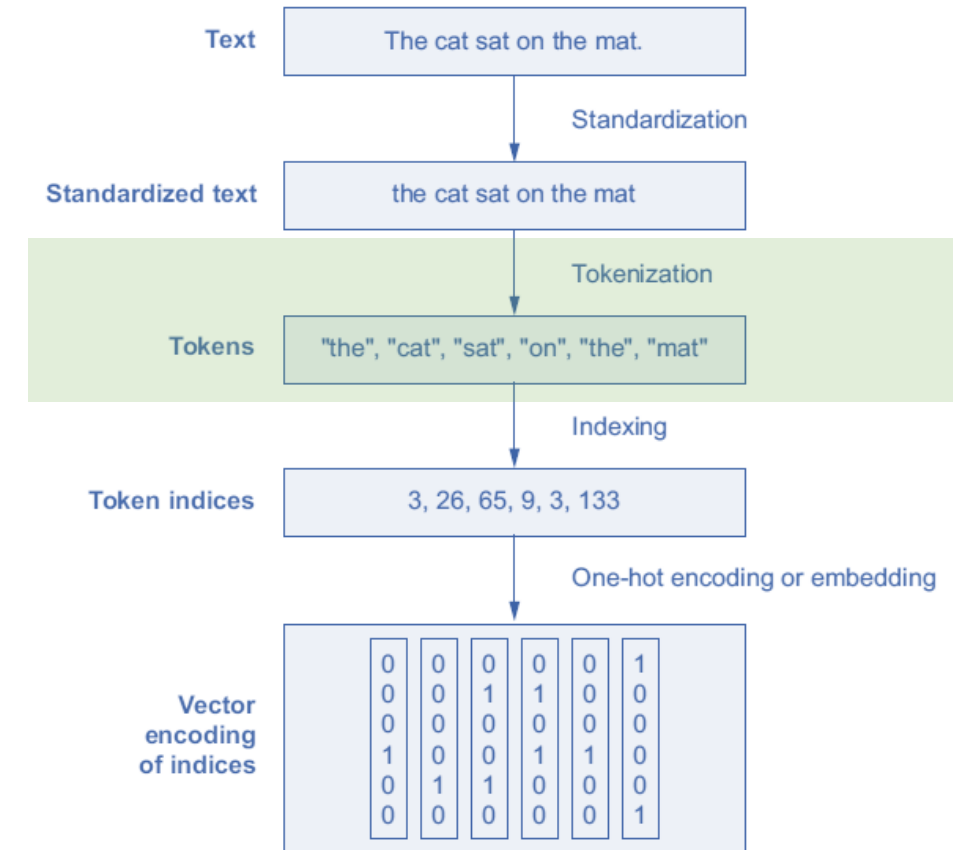 Text
The cat sat on the mat.
Standardization
Standardized text
the cat sat on the mat
Tokenization
Tokens
"the", "cat", "sat", "on", "the", "mat"
Indexing
Token indices
3, 26, 65, 9, 3, 133
One-hot encoding or embedding
Vector
encoding
of indices
0 0 0 0 0 1
0 0 1 1 0 0
0 0 0 0 0 0
1 0 0 1 1 0
0 1 1 0 0 0
0 0 0 0 0 1